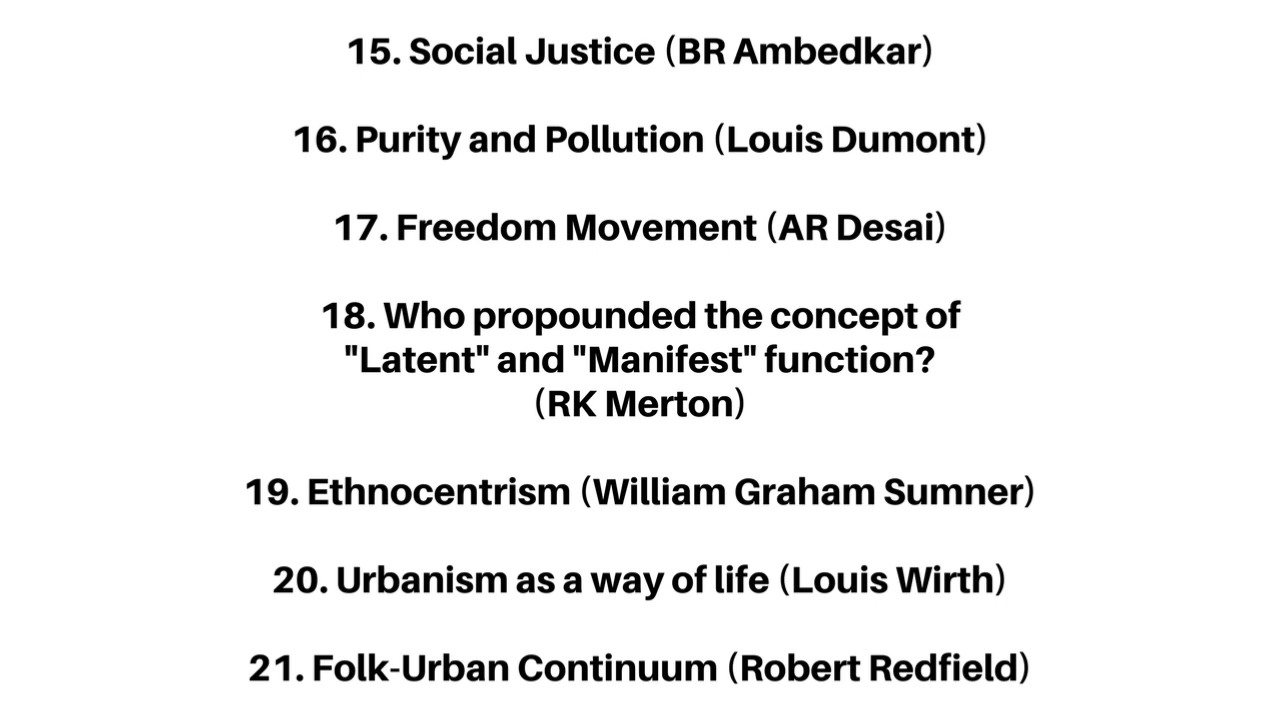 15. Social Justice (BR Ambedkar)
16. Purity and Pollution (Louis Dumont)
17. Freedom Movement (AR Desai)
18. Who propounded the concept of
"Latent" and "Manifest" function?
(RK Merton)
19. Ethnocentrism (William Graham Sumner)
20. Urbanism as a way of life (Louis Wirth)
21. Folk-Urban Continuum (Robert Redfield)